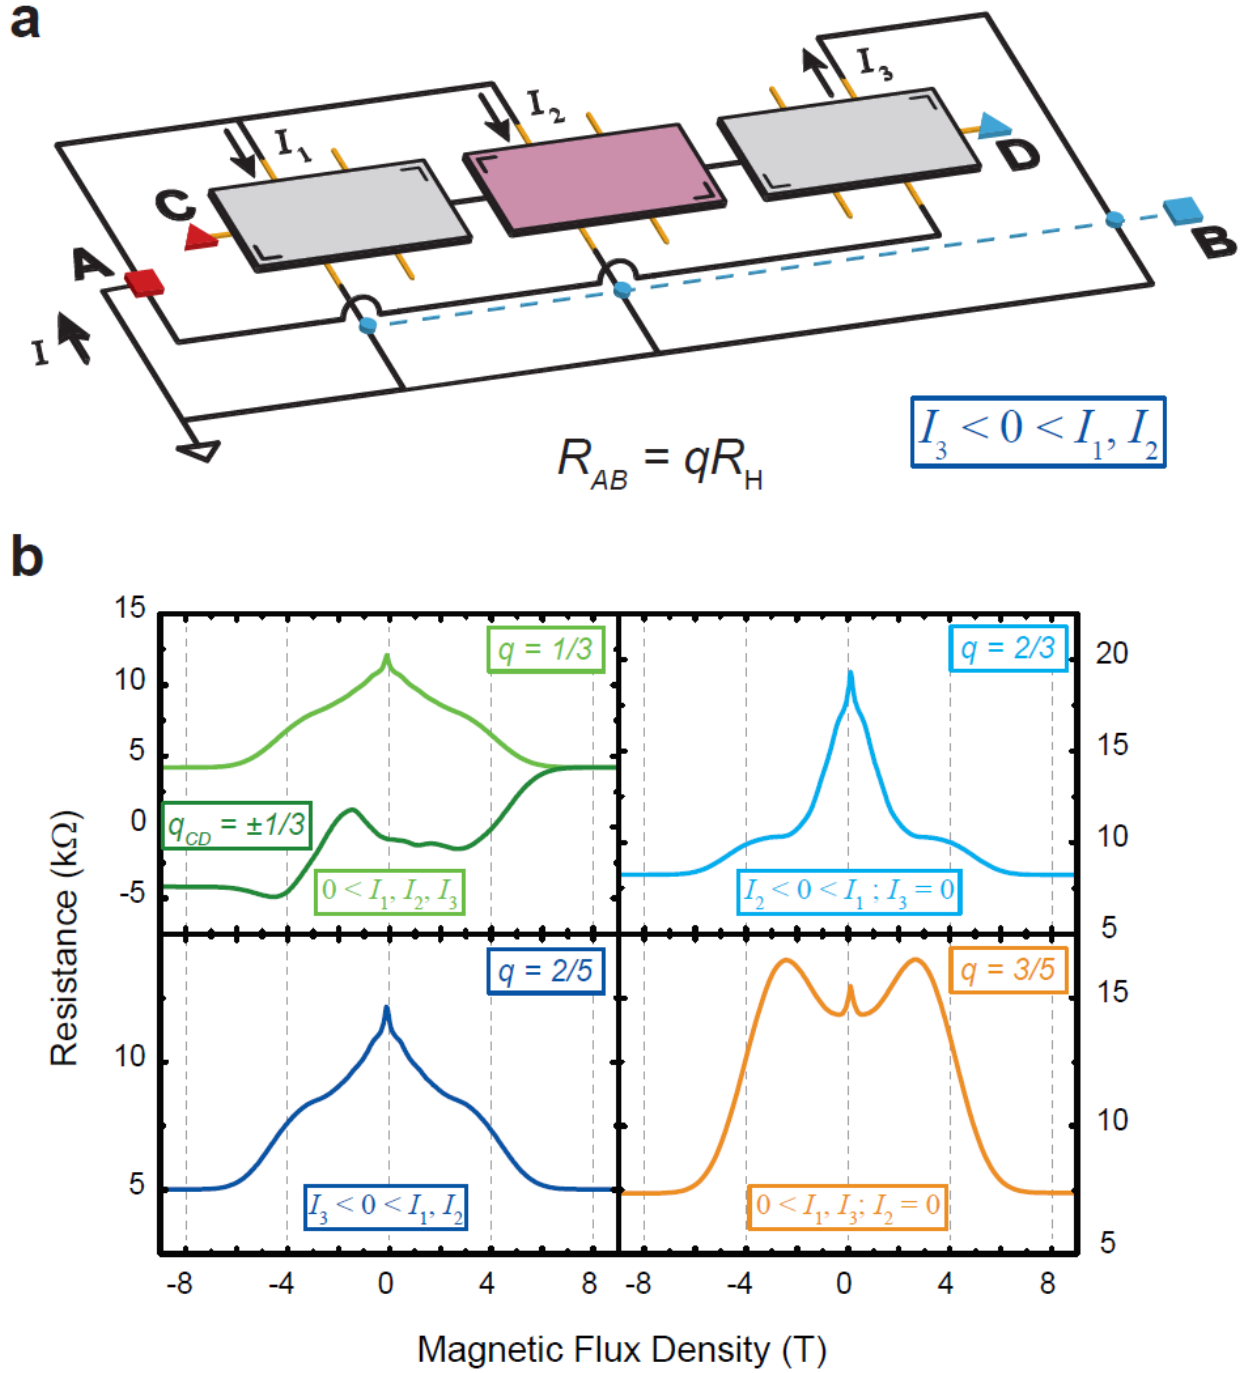 a
I₁
I₂
I₃
C
D
A
B
I
R_AB = qR_H
I₃ < 0 < I₁, I₂
b
Resistance (kΩ)
15
10
5
0
-5
q = 1/3
q_CD = ±1/3
0 < I₁, I₂, I₃
q = 2/3
I₂ < 0 < I₁ ; I₃ = 0
20
15
10
5
10
5
q = 2/5
I₃ < 0 < I₁, I₂
q = 3/5
0 < I₁, I₃; I₂ = 0
15
10
5
-8 -4 0 4 8 -8 -4 0 4 8
Magnetic Flux Density (T)